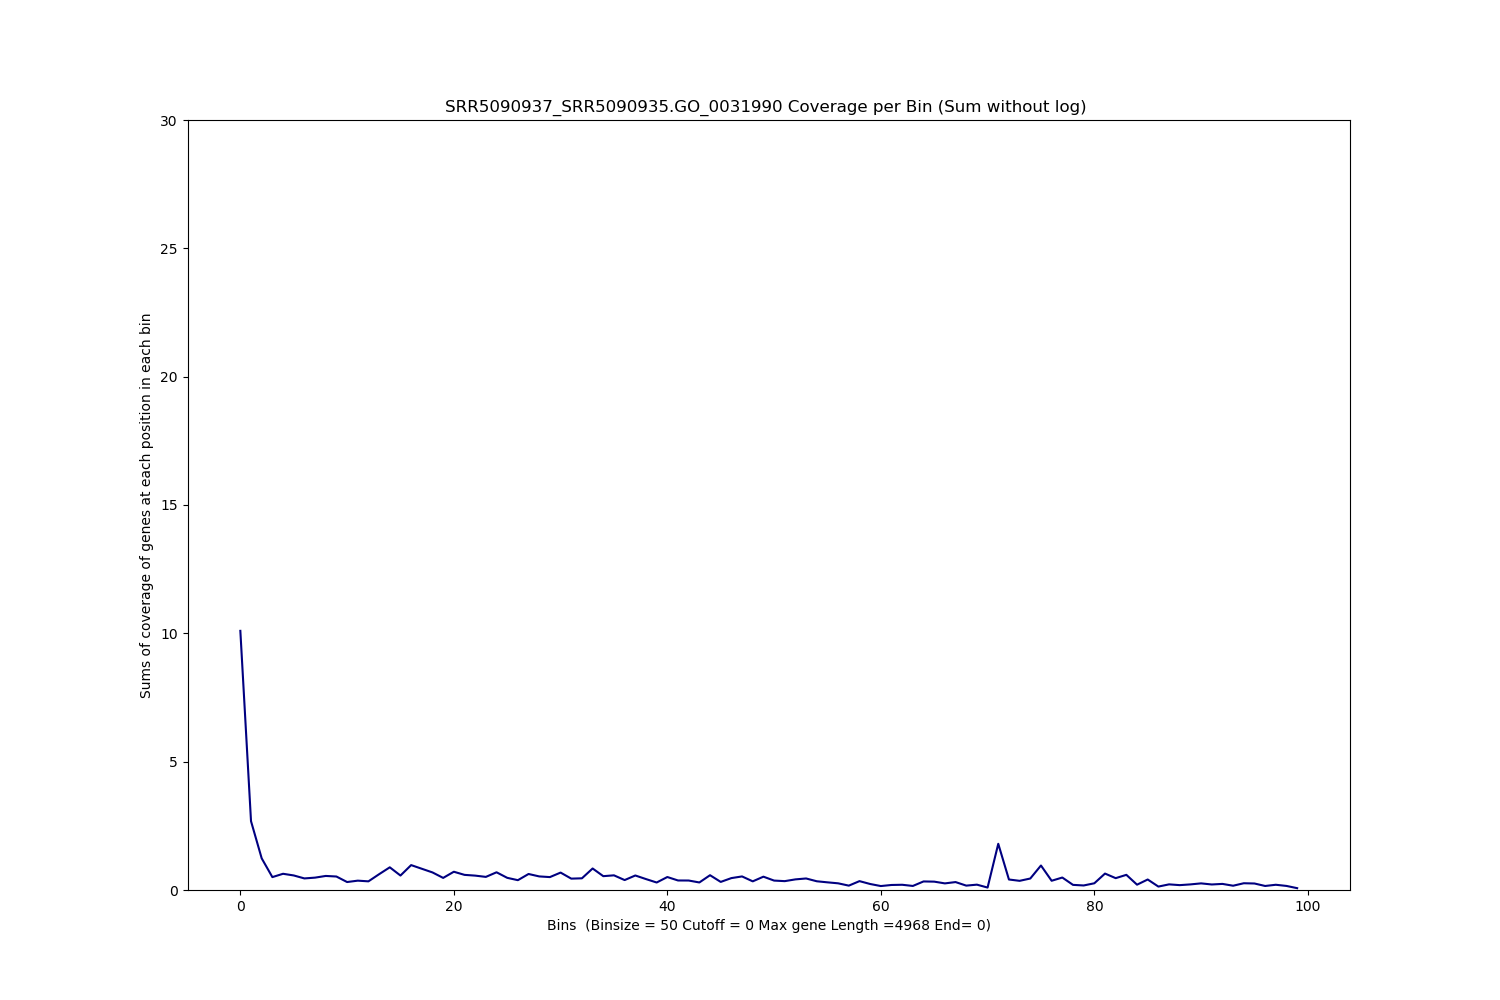 SRR5090937_SRR5090935.GO_0031990 Coverage per Bin (Sum without log)
30
25
20
15
10
5
0
Sums of coverage of genes at each position in each bin
0 20 40 60 80 100
Bins  (Binsize = 50 Cutoff = 0 Max gene Length =4968 End= 0)